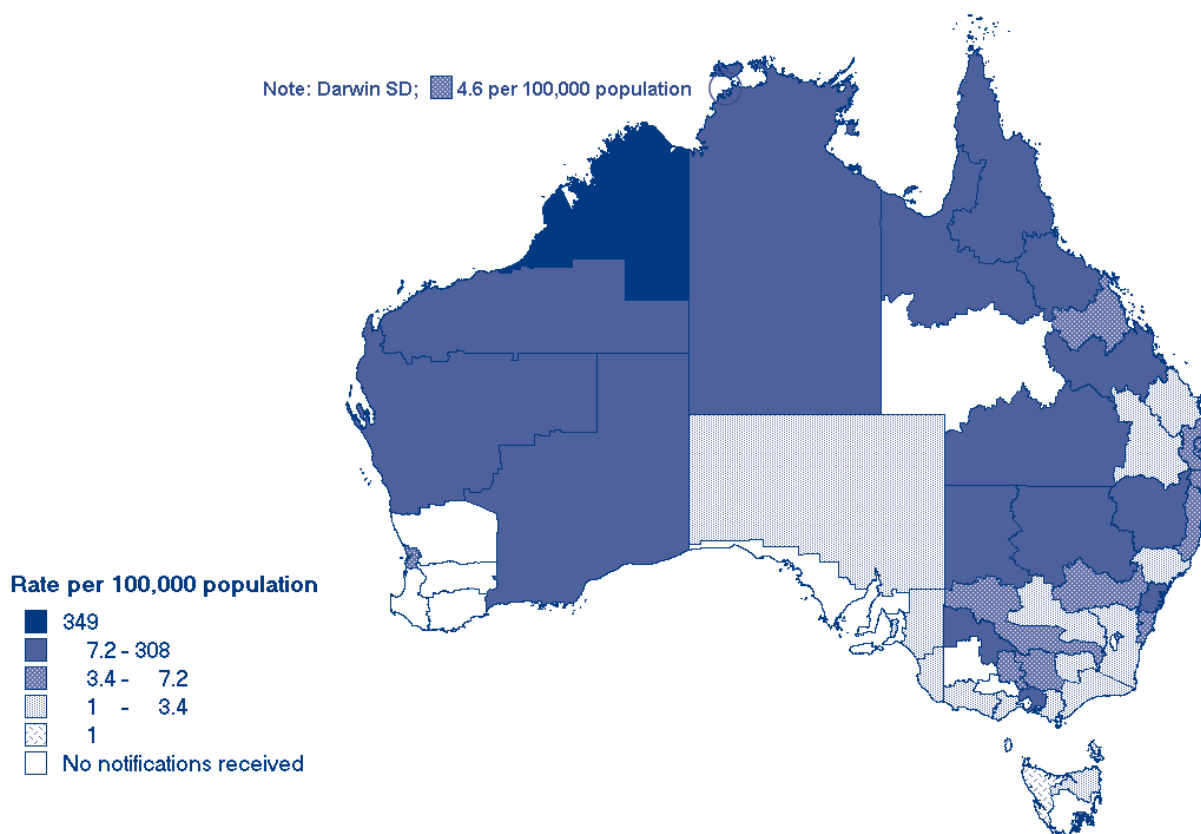 Note: Darwin SD; 4.6 per 100,000 population
Rate per 100,000 population
349
7.2 - 308
3.4 - 7.2
1 - 3.4
1
No notifications received